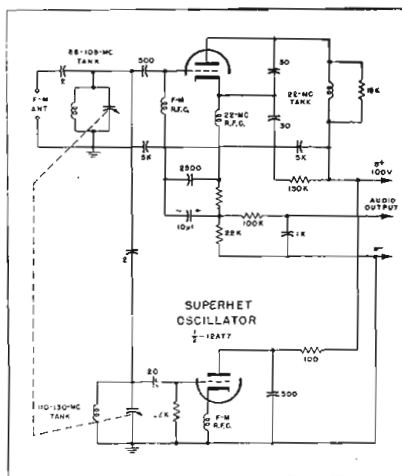 88-108-MC
TANK
2
500
F-M
ANT
F-M
R.F.C.
22-MC
R.F.C.
30
30
22-MC
TANK
18K
5K
5K
2500
150K
B+
100V
AUDIO
OUTPUT
10µf
100K
22K
.1K
B-
2
SUPERHET
OSCILLATOR
½-12AT7
100
20
22K
500
110-130-MC
TANK
F-M
R.F.C.